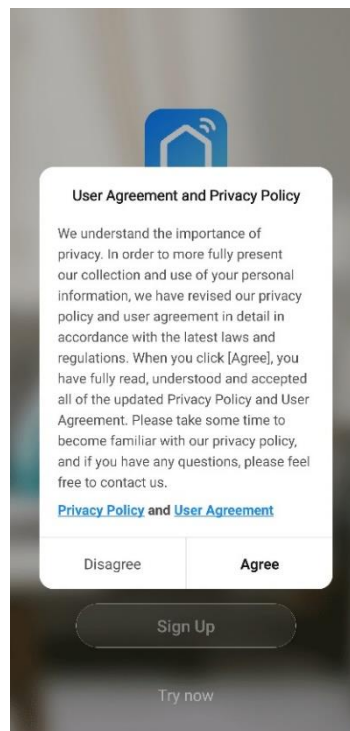 User Agreement and Privacy Policy
We understand the importance of
privacy. In order to more fully present
our collection and use of your personal
information, we have revised our privacy
policy and user agreement in detail in
accordance with the latest laws and
regulations. When you click [Agree], you
have fully read, understood and accepted
all of the updated Privacy Policy and User
Agreement. Please take some time to
become familiar with our privacy policy,
and if you have any questions, please feel
free to contact us.
Privacy Policy and User Agreement
Disagree
Agree
Sign Up
Try now